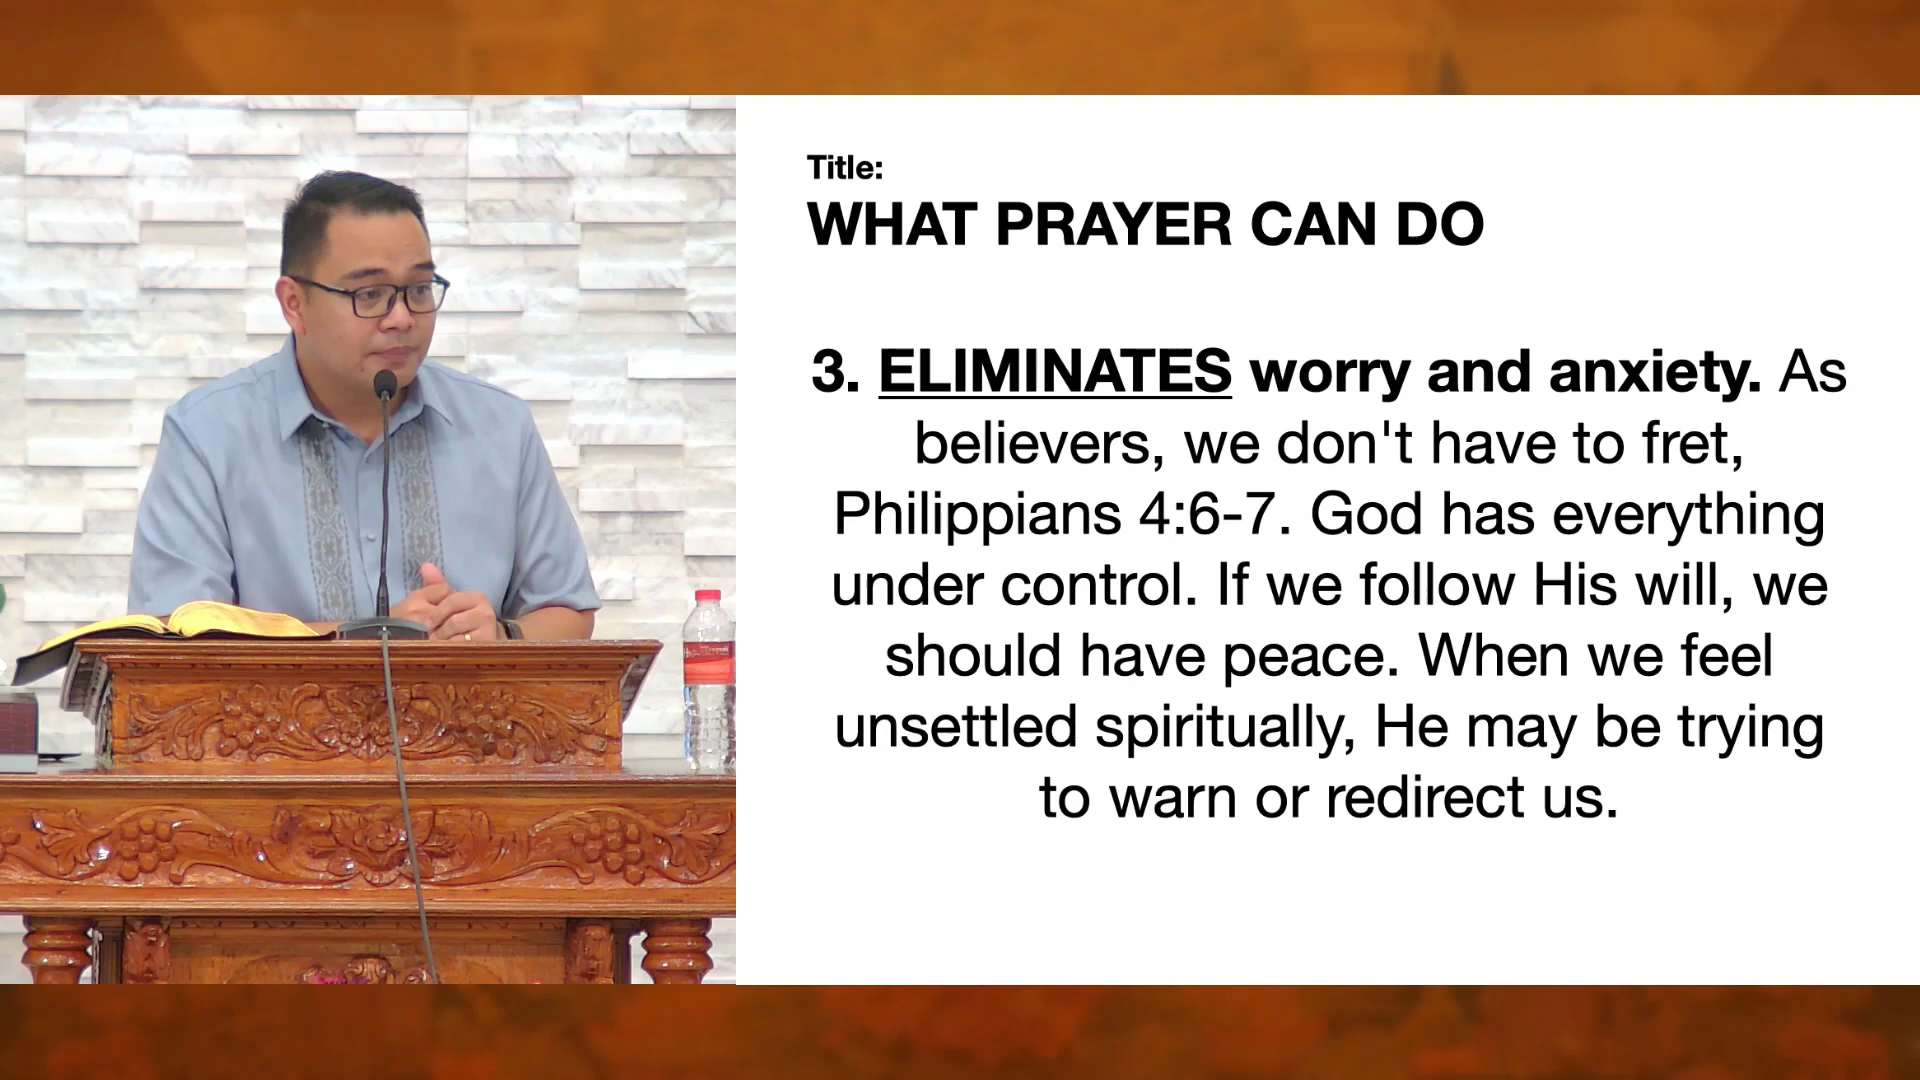 Title:
WHAT PRAYER CAN DO
3. ELIMINATES worry and anxiety. As
believers, we don't have to fret,
Philippians 4:6-7. God has everything
under control. If we follow His will, we
should have peace. When we feel
unsettled spiritually, He may be trying
to warn or redirect us.